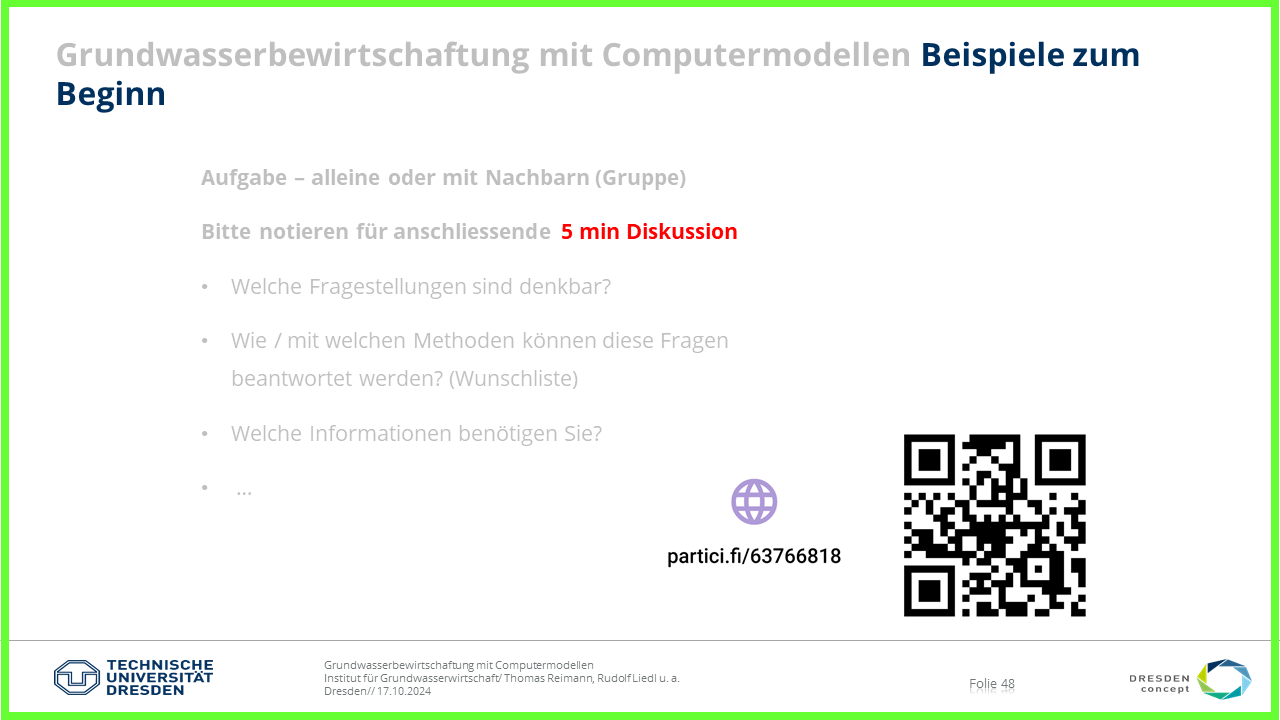 Grundwasserbewirtschaftung mit Computermodellen Beispiele zum
Beginn
Aufgabe – alleine oder mit Nachbarn (Gruppe)
Bitte notieren für anschliessende 5 min Diskussion
• Welche Fragestellungen sind denkbar?
• Wie / mit welchen Methoden können diese Fragen
beantwortet werden? (Wunschliste)
• Welche Informationen benötigen Sie?
• ...
partici.fi/63766818
TECHNISCHE
UNIVERSITÄT
DRESDEN
Grundwasserbewirtschaftung mit Computermodellen
Institut für Grundwasserwirtschaft/ Thomas Reimann, Rudolf Liedl u. a.
Dresden// 17.10.2024
Folie 48
DRESDEN
concept